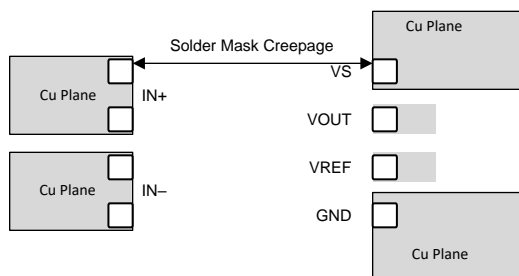 Cu Plane
Solder Mask Creepage
VS
Cu Plane
IN+
VOUT
VREF
Cu Plane
IN–
GND
Cu Plane